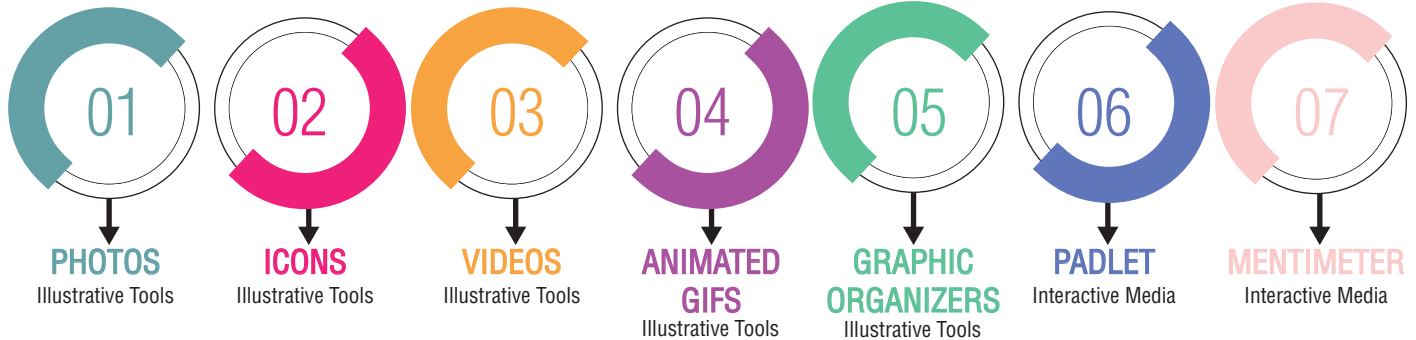 01
02
03
04
05
06
07
PHOTOS
Illustrative Tools
ICONS
Illustrative Tools
VIDEOS
Illustrative Tools
ANIMATED
GIFS
Illustrative Tools
GRAPHIC
ORGANIZERS
Illustrative Tools
PADLET
Interactive Media
MENTIMETER
Interactive Media